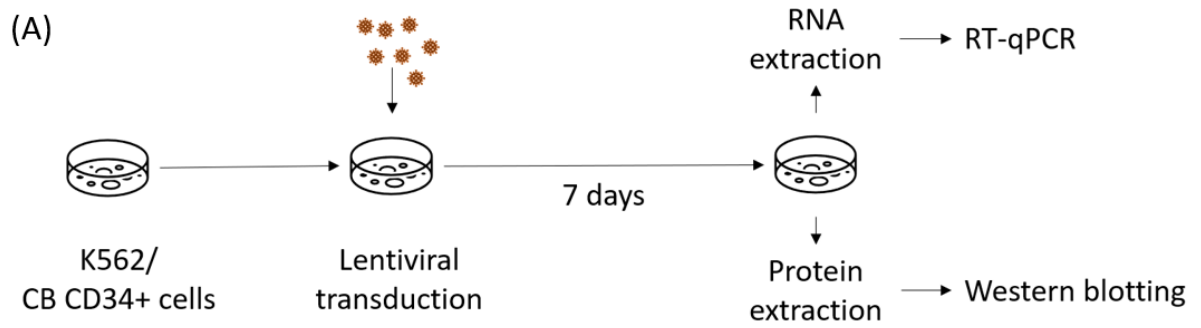 (A)
RNA
extraction
RT-qPCR
7 days
K562/
CB CD34+ cells
Lentiviral
transduction
Protein
extraction
Western blotting